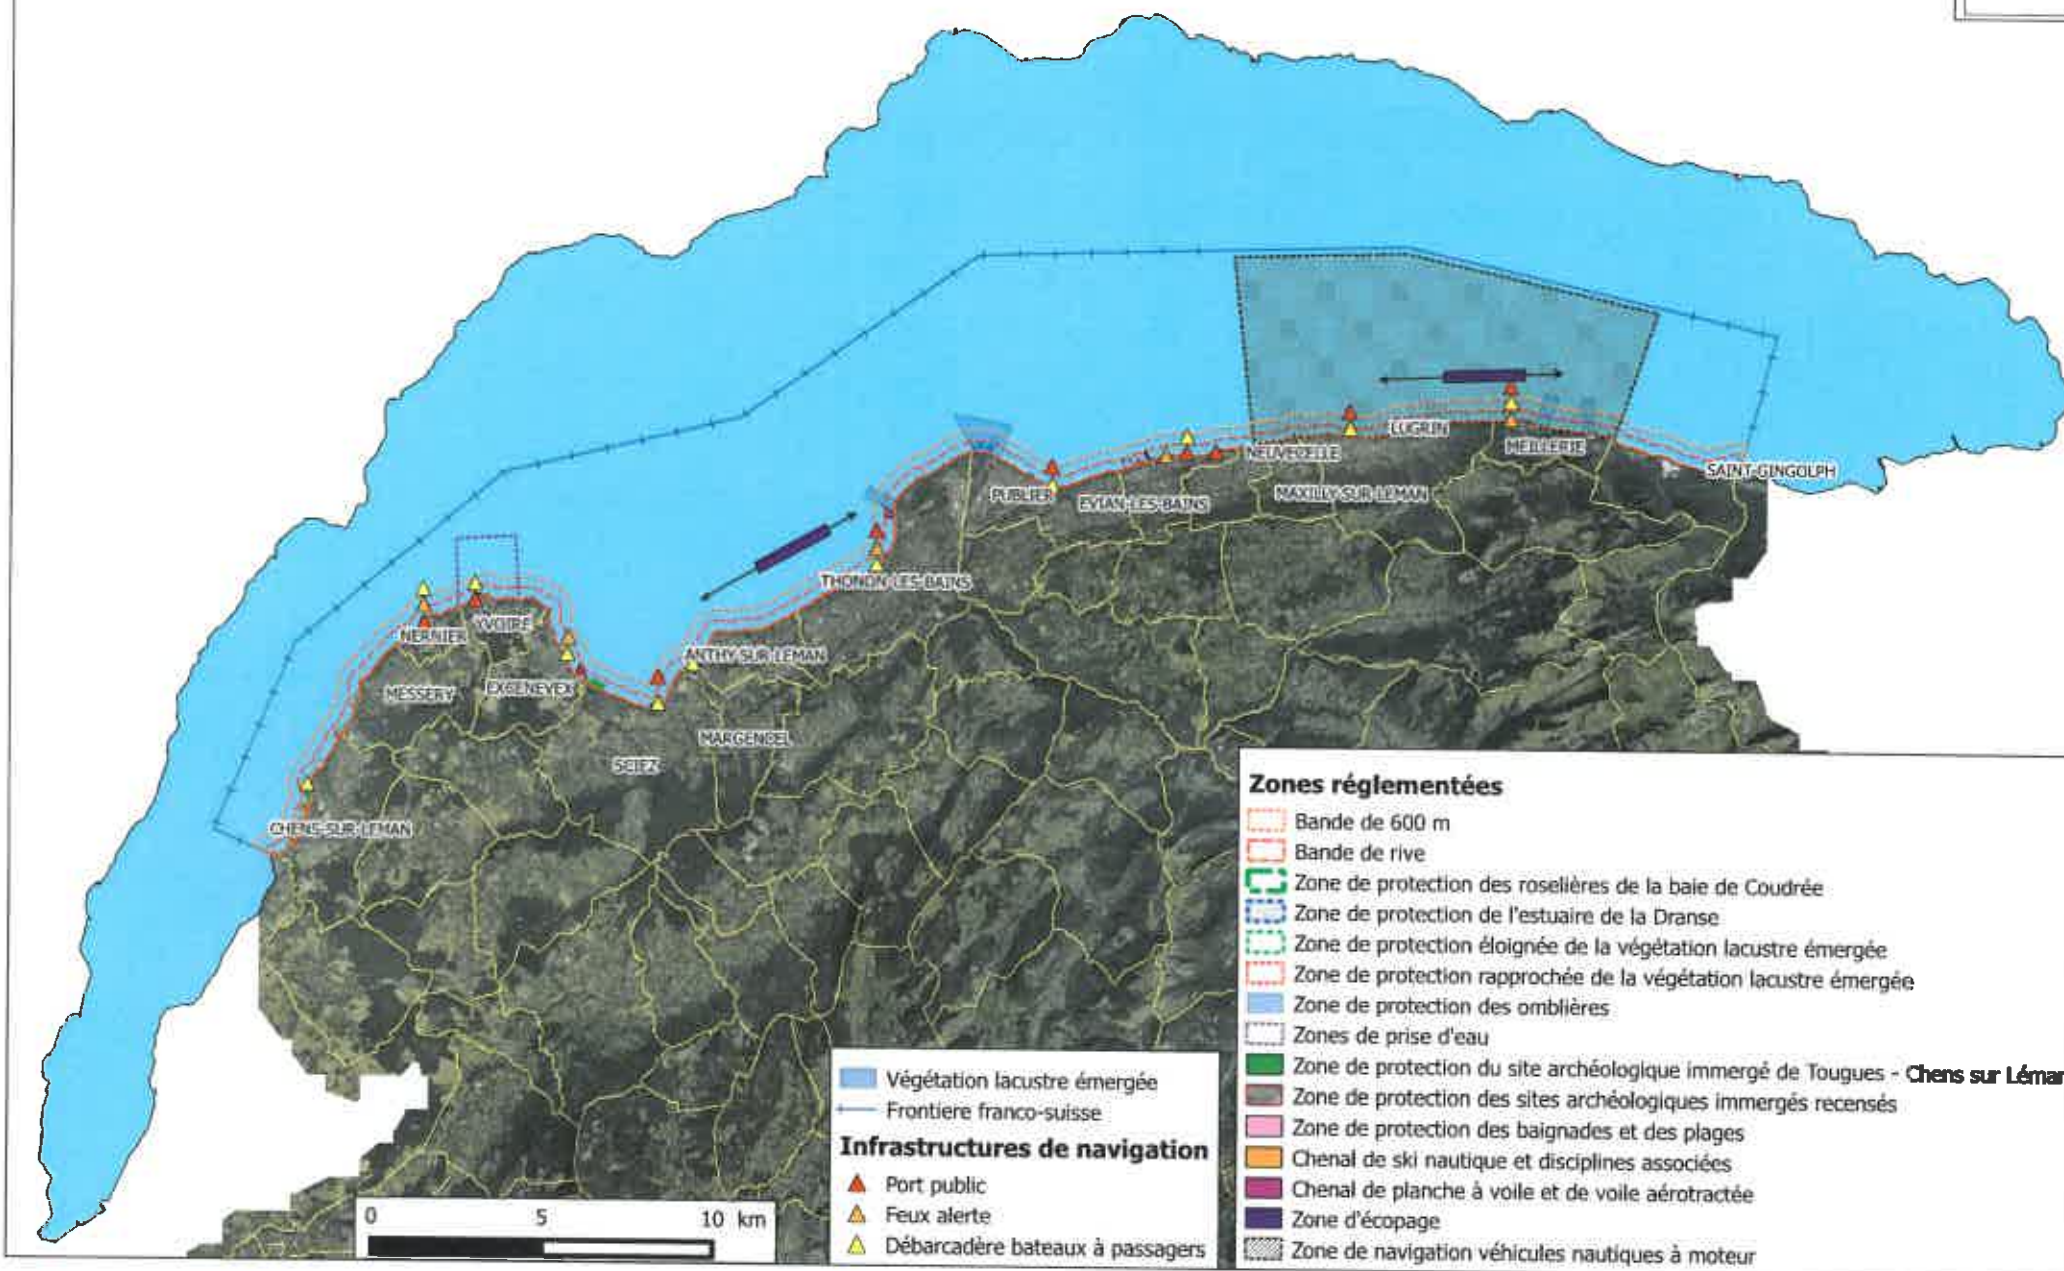 NEUVECELLE
LUGRIN
MEILLERIE
SAINT-GINGOLPH
PUBLIER
EVIAN-LES-BAINS
MAXILLY-SUR-LEMAN
THONON-LES-BAINS
NERNIER
YVOIRE
ANTHY-SUR-LEMAN
MESSERY
EXCENEVEX
MARGENCEL
SCIEZ
CHENS-SUR-LEMAN
Zones réglementées
Bande de 600 m
Bande de rive
Zone de protection des roselières de la baie de Coudrée
Zone de protection de l'estuaire de la Dranse
Zone de protection éloignée de la végétation lacustre émergée
Zone de protection rapprochée de la végétation lacustre émergée
Zone de protection des omblières
Zones de prise d'eau
Zone de protection du site archéologique immergé de Tougues - Chens sur Léman
Zone de protection des sites archéologiques immergés recensés
Zone de protection des baignades et des plages
Chenal de ski nautique et disciplines associées
Chenal de planche à voile et de voile aérotractée
Zone d'écopage
Zone de navigation véhicules nautiques à moteur
Végétation lacustre émergée
Frontiere franco-suisse
Infrastructures de navigation
Port public
Feux alerte
Débarcadère bateaux à passagers
0 5 10 km